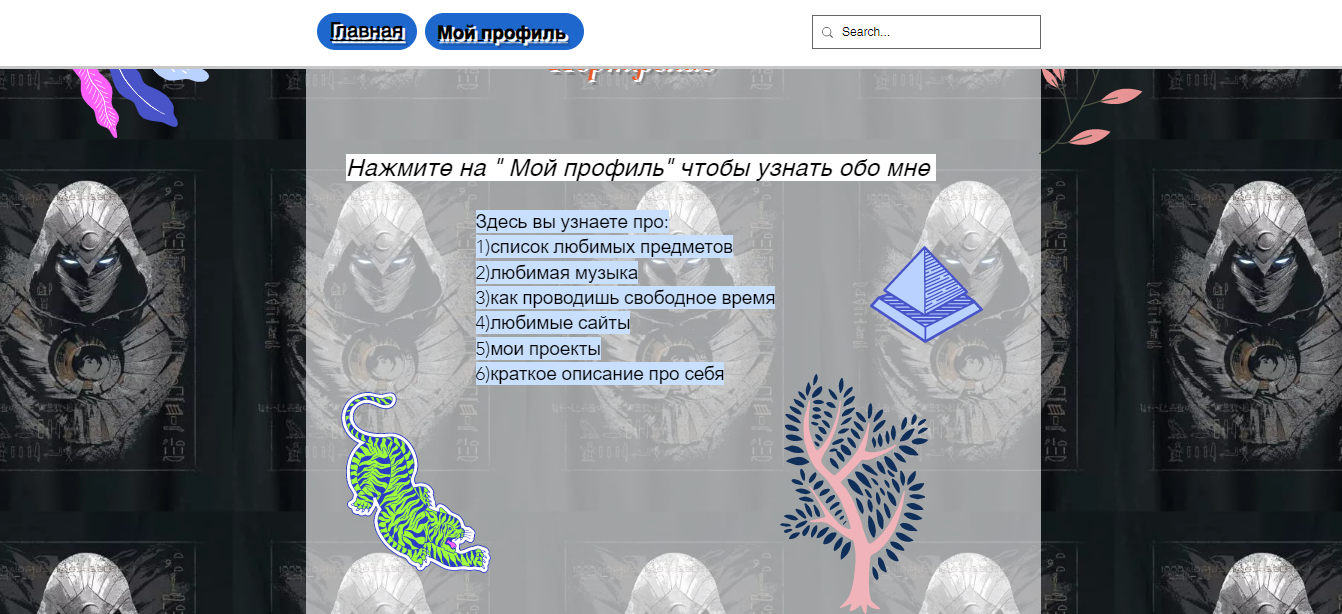 Главная
Мой профиль
Search...
Нажмите на " Мой профиль" чтобы узнать обо мне
Здесь вы узнаете про:
1)список любимых предметов
2)любимая музыка
3)как проводишь свободное время
4)любимые сайты
5)мои проекты
6)краткое описание про себя